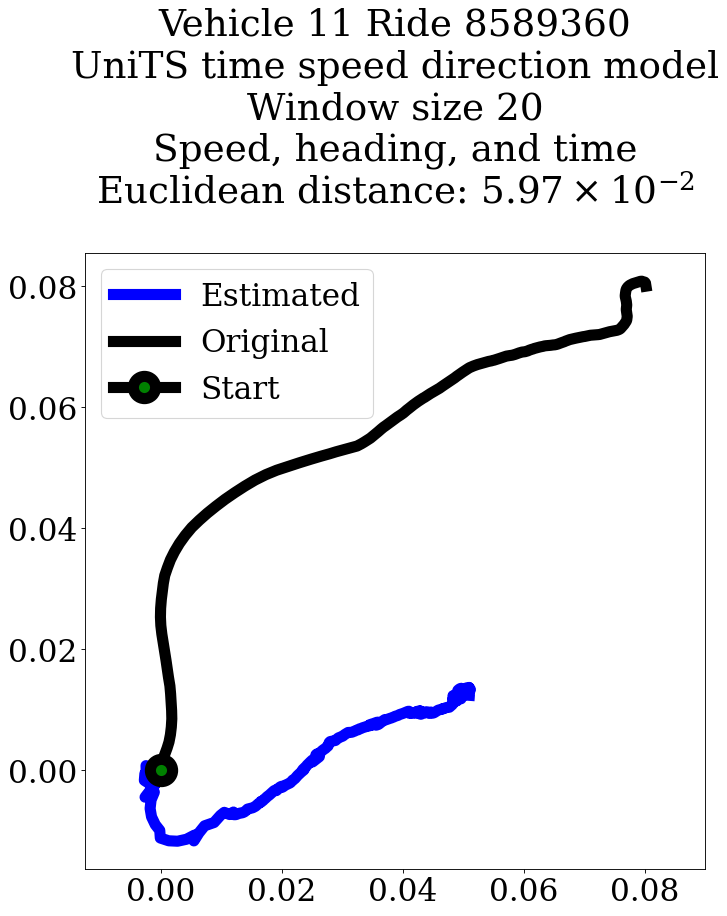 Vehicle 11 Ride 8589360
UniTS time speed direction model
Window size 20
Speed, heading, and time
Euclidean distance: 5.97 × 10⁻²
Estimated
Original
Start
0.08
0.06
0.04
0.02
0.00
0.00 0.02 0.04 0.06 0.08